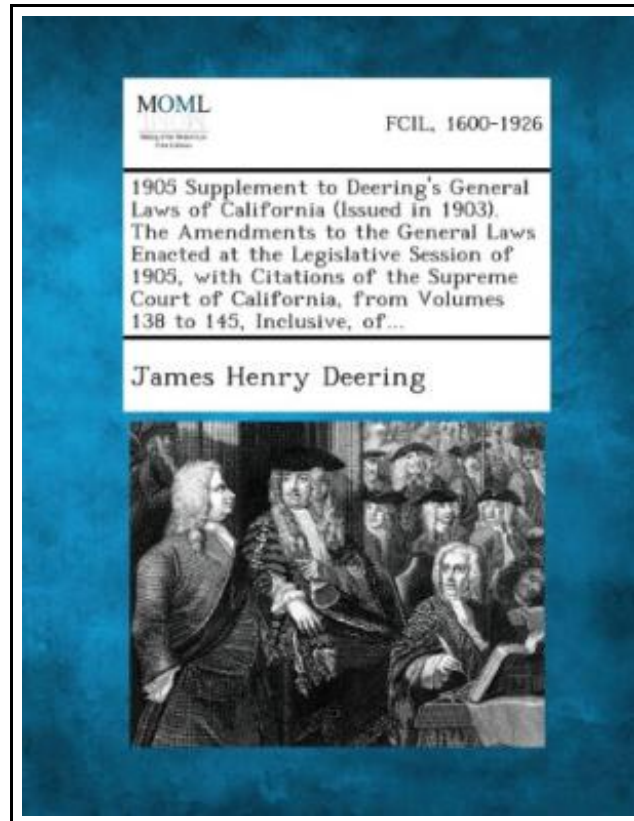 MOML
FCIL, 1600-1926
1905 Supplement to Deering's General
Laws of California (Issued in 1903).
The Amendments to the General Laws
Enacted at the Legislative Session of
1905, with Citations of the Supreme
Court of California, from Volumes
138 to 145, Inclusive, of...
James Henry Deering